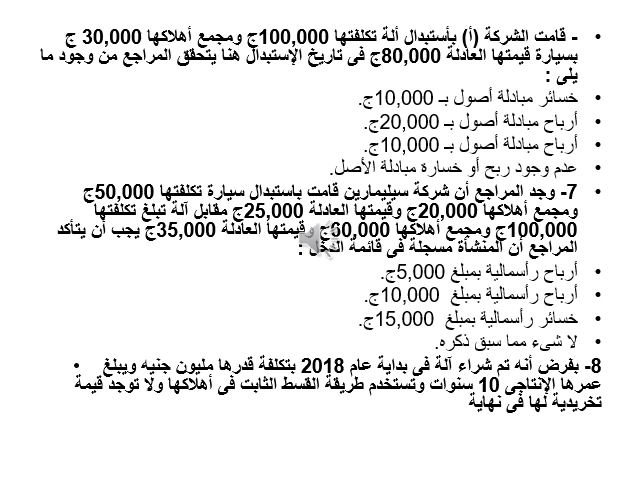 - قامت الشركة (أ) بأستبدال ألة تكلفتها 100,000ج ومجمع أهلاكها 30,000 ج
بسيارة قيمتها العادلة 80,000ج فى تاريخ الإستبدال هنا يتحقق المراجع من وجود ما
يلى :
• خسائر مبادلة أصول بـ 10,000ج.
• أرباح مبادلة أصول بـ 20,000ج.
• أرباح مبادلة أصول بـ 10,000ج.
• عدم وجود ربح أو خسارة مبادلة الأصل.
• 7- وجد المراجع أن شركة سيليمارين قامت باستبدال سيارة تكلفتها 50,000ج
ومجمع أهلاكها 20,000ج وقيمتها العادلة 25,000ج مقابل آلة تبلغ تكلفتها
100,000ج ومجمع أهلاكها 60,000ج وقيمتها العادلة 35,000ج يجب أن يتأكد
المراجع أن المنشأة مسجلة فى قائمة الدخل :
• أرباح رأسمالية بمبلغ 5,000ج.
• أرباح رأسمالية بمبلغ 10,000ج.
• خسائر رأسمالية بمبلغ 15,000ج.
• لا شىء مما سبق ذكره.
• 8- بفرض أنه تم شراء آلة فى بداية عام 2018 بتكلفة قدرها مليون جنيه ويبلغ
عمرها الإنتاجى 10 سنوات وتستخدم طريقة القسط الثابت فى أهلاكها ولا توجد قيمة
تخريدية لها فى نهاية